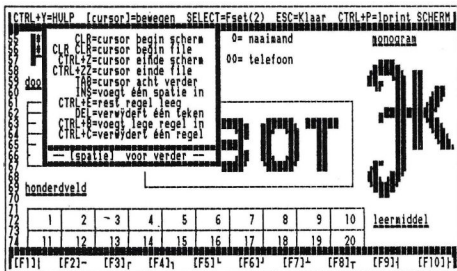 CTRL+Y=HULP [cursor]=bewegen SELECT=Fset(2) ESC=Klaar CTRL+P=lprint SCHERM
CLR=cursor begin scherm
CLR CLR=cursor begin file
CTRL+Z=cursor einde scherm
CTRL+ZZ=cursor einde file
TAB=cursor acht verder
INS=voegt één spatie in
CTRL+E=rest regel leeg
DEL=verwijdert één teken
CTRL+B=voegt lege regel in
CTRL+C=verwijdert één regel
── [spatie] voor verder ──
0= naaimand
00= telefoon
monogram
doo
BOT
JK
honderdveld
1 2 3 4 5 6 7 8 9 10
11 12 13 14 15 16 17 18 19 20
leermiddel
[F1]| [F2]─ [F3]┌ [F4]┐ [F5]└ [F6]┘ [F7]┴ [F8]┬ [F9]┤ [F10]├